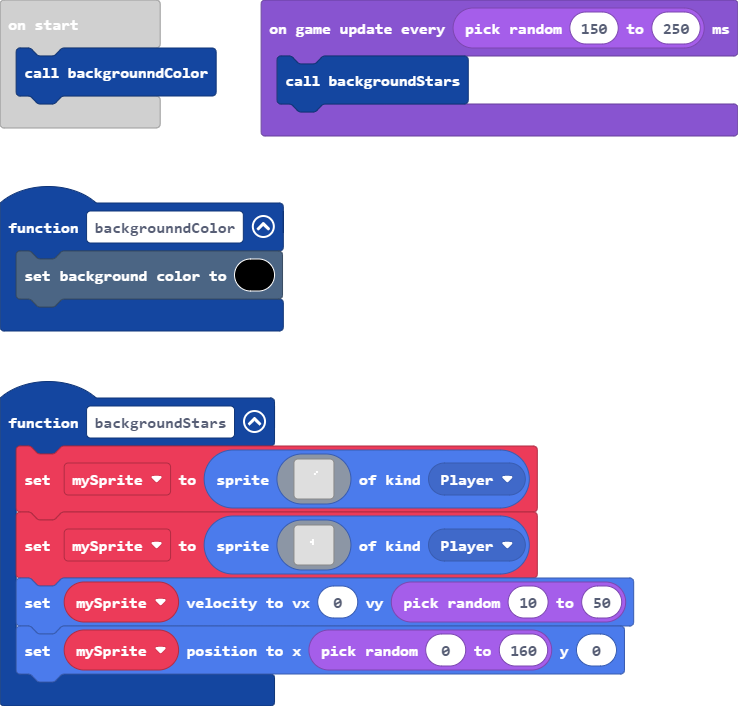 on start
call backgrounndColor
on game update every pick random 150 to 250 ms
call backgroundStars
function backgrounndColor
set background color to
function backgroundStars
set mySprite to sprite of kind Player
set mySprite to sprite of kind Player
set mySprite velocity to vx 0 vy pick random 10 to 50
set mySprite position to x pick random 0 to 160 y 0